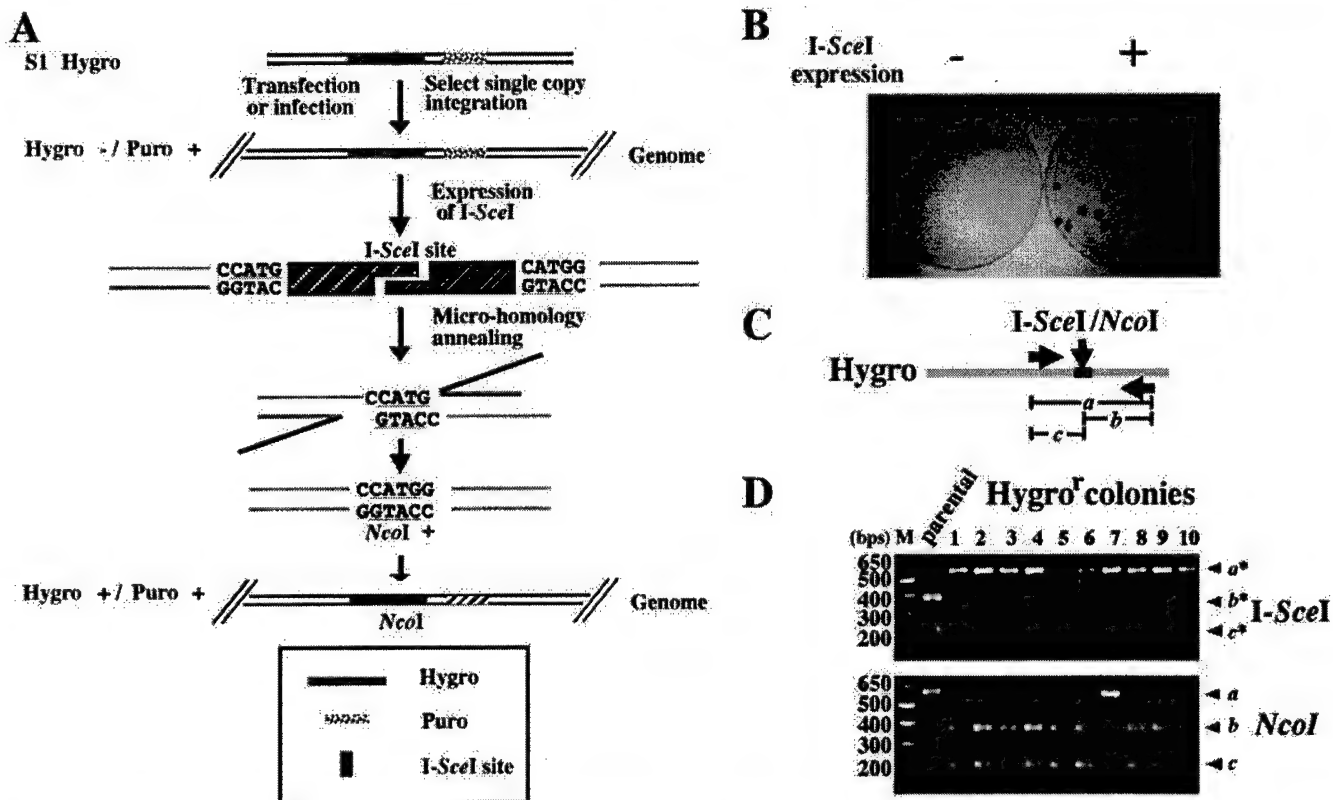 A
S1 Hygro
Transfection
or infection
Select single copy
integration
Hygro - / Puro +
Genome
Expression
of I-SceI
I-SceI site
CCATG
GGTAC
CATGG
GTACC
Micro-homology
annealing
CCATG
GTACC
CCATGG
GGTACC
NcoI +
Hygro + / Puro +
Genome
NcoI
Hygro
Puro
I-SceI site
B
I-SceI
expression
- +
C
I-SceI/NcoI
Hygro
a
b
c
D
parental
Hygro^r colonies
(bps) M 1 2 3 4 5 6 7 8 9 10
650
500
400
300
200
a*
b*
c*
I-SceI
650
500
400
300
200
a
b
c
NcoI